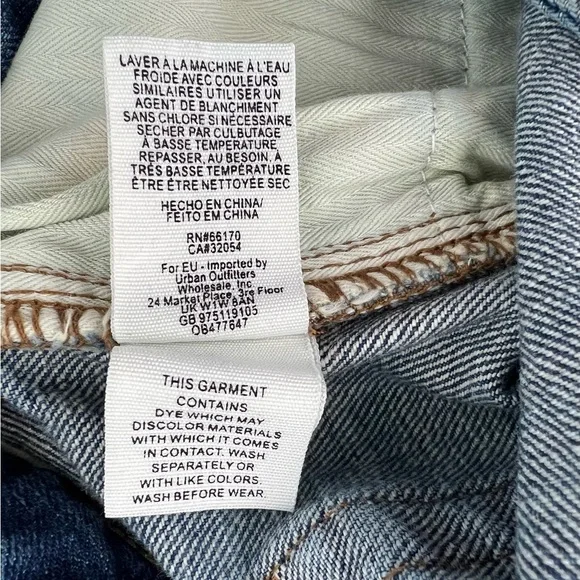 LAVER À LA MACHINE À L'EAU
FROIDE AVEC COULEURS
SIMILAIRES UTILISER UN
AGENT DE BLANCHIMENT
SANS CHLORE SI NÉCESSAIRE
SECHER PAR CULBUTAGE
À BASSE TEMPÉRATURE,
REPASSER, AU BESOIN, À
TRÉS BASSE TEMPÉRATURE
ÊTRE ÊTRE NETTOYÉE SEC
HECHO EN CHINA/
FEITO EM CHINA
RN#66170
CA#32054
For EU - Imported by
Urban Outfitters
Wholesale, Inc
24 Market Place, 3re Floor
UK W1W 8AN
GB 975119105
OB477647
THIS GARMENT
CONTAINS
DYE WHICH MAY
DISCOLOR MATERIALS
WITH WHICH IT COMES
IN CONTACT. WASH
SEPARATELY OR
WITH LIKE COLORS.
WASH BEFORE WEAR.